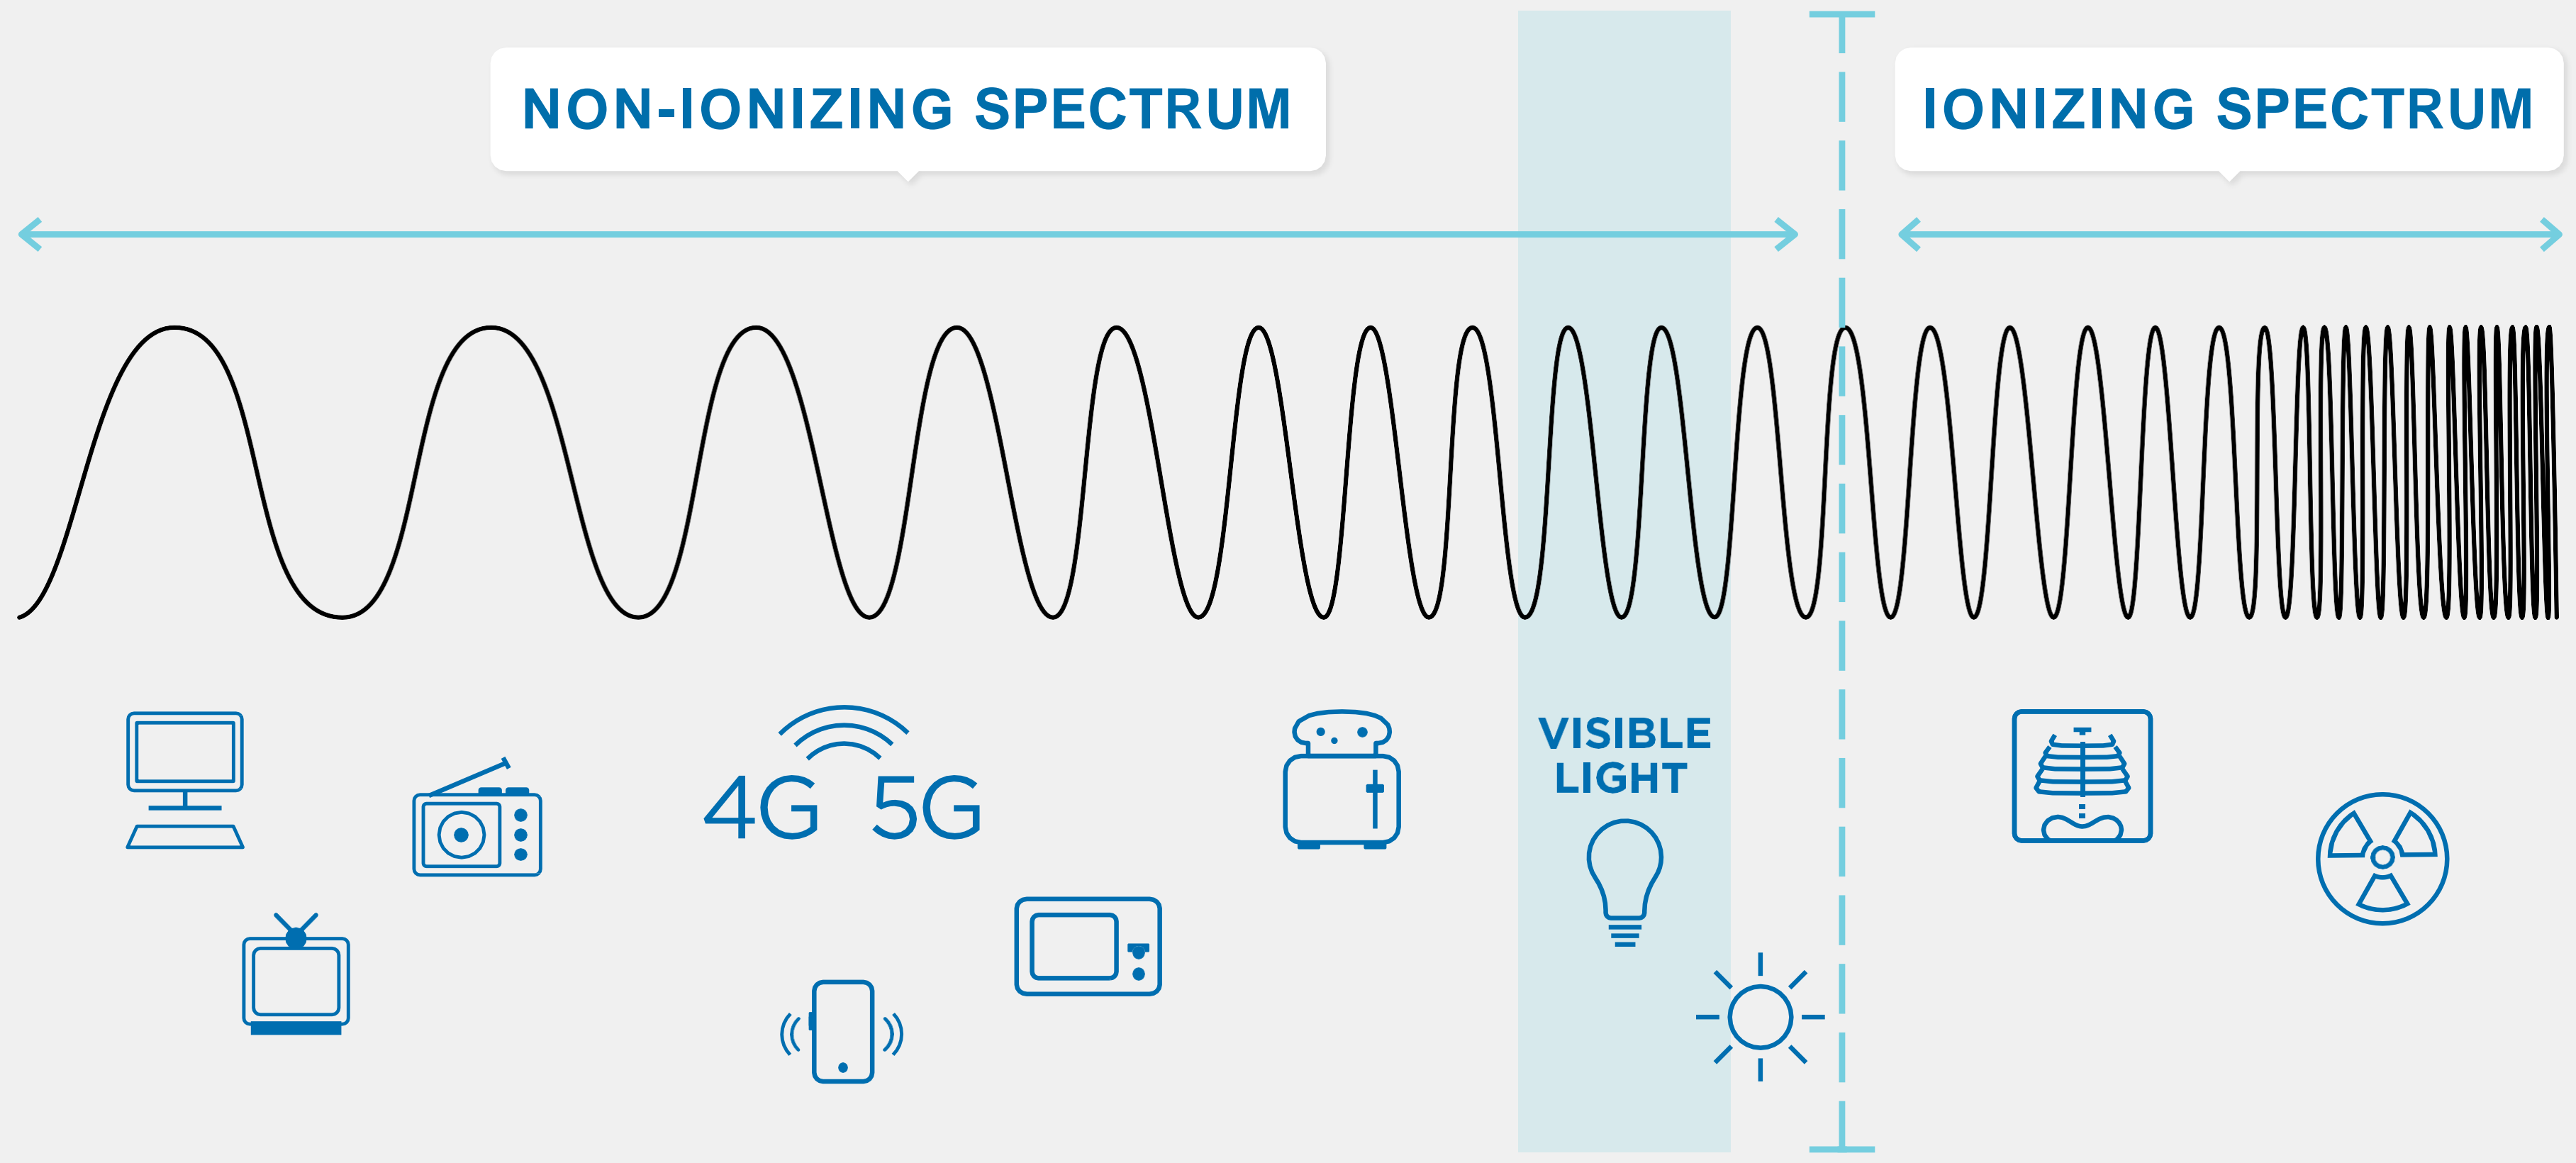 NON-IONIZING SPECTRUM
IONIZING SPECTRUM
4G 5G
VISIBLE
LIGHT